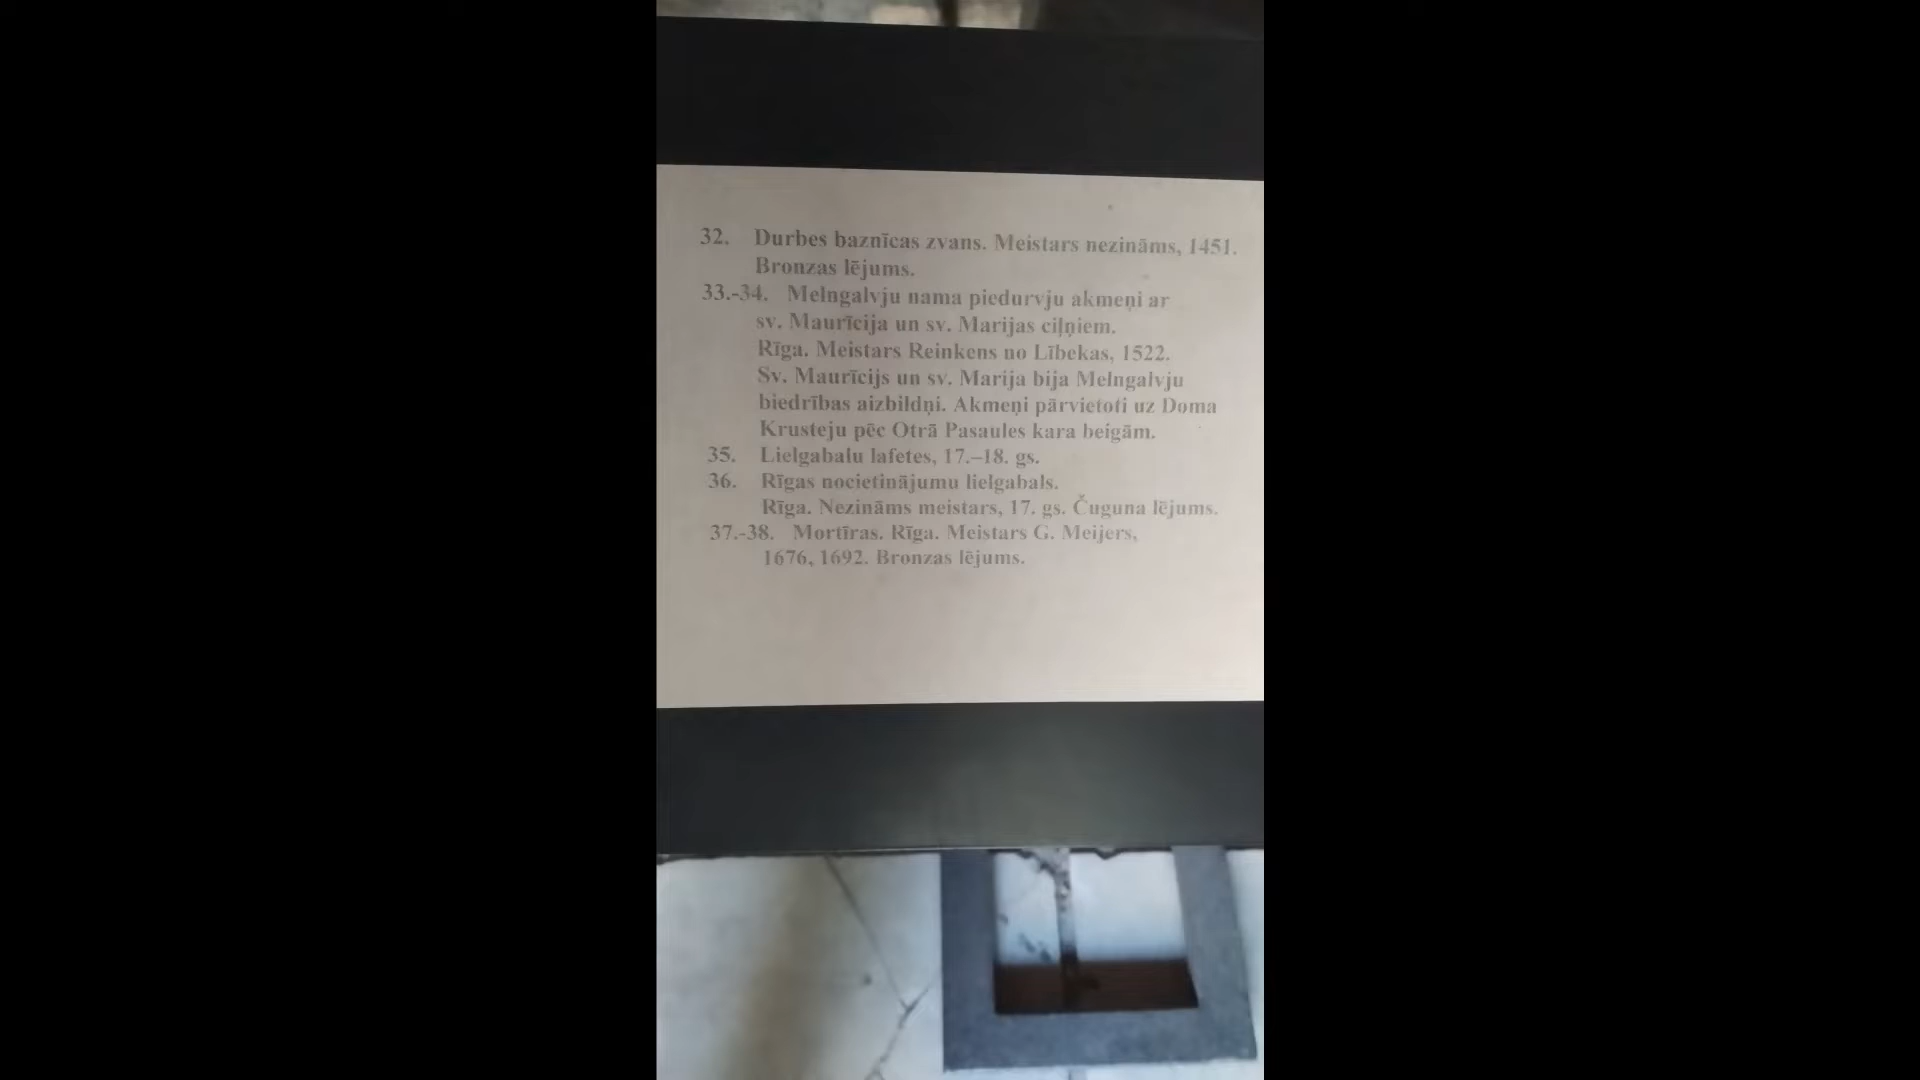 32. Durbes baznīcas zvans. Meistars nezināms, 1451.
Bronzas lējums.
33.-34. Melngalvju nama piedurvju akmeņi ar
sv. Maurīcija un sv. Marijas ciļņiem.
Rīga. Meistars Reinkens no Lībekas, 1522.
Sv. Maurīcijs un sv. Marija bija Melngalvju
biedrības aizbildņi. Akmeņi pārvietoti uz Doma
Krusteju pēc Otrā Pasaules kara beigām.
35. Lielgabalu lafetes, 17.–18. gs.
36. Rīgas nocietinājumu lielgabals.
Rīga. Nezināms meistars, 17. gs. Čuguna lējums.
37.-38. Mortīras. Rīga. Meistars G. Meijers,
1676, 1692. Bronzas lējums.